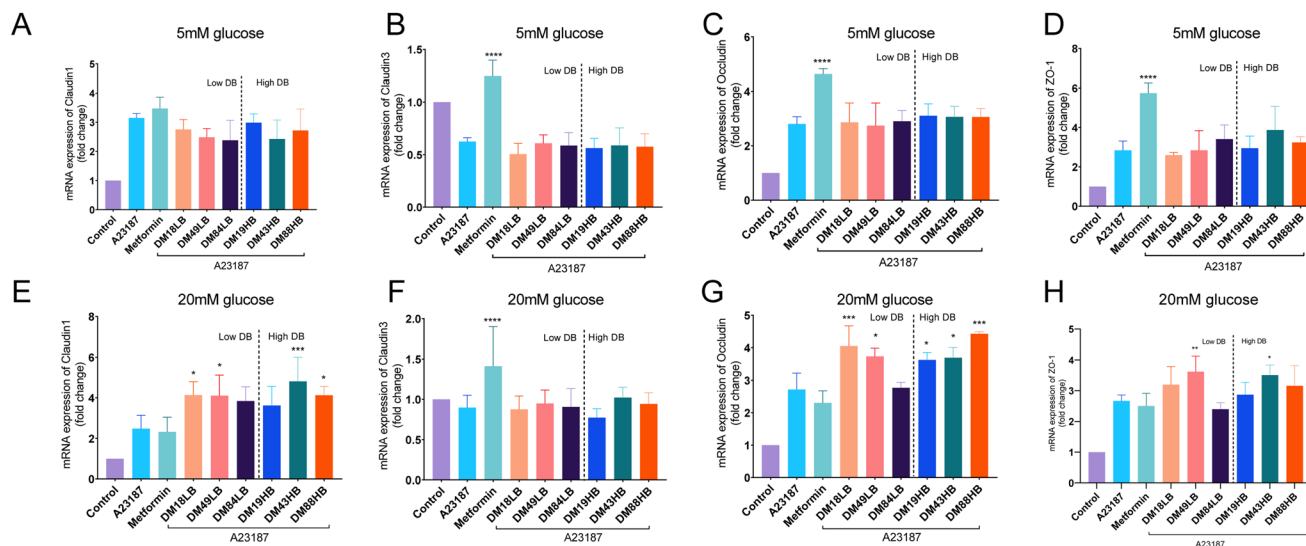 A
5mM glucose
mRNA expression of Claudin1
(fold change)
5
4
3
2
1
0
Low DB
High DB
Control
A23187
Metformin
DM18LB
DM49LB
DM84LB
DM19HB
DM43HB
DM88HB
A23187
B
5mM glucose
mRNA expression of Claudin3
(fold change)
1.5
1.0
0.5
0.0
****
Low DB
High DB
Control
A23187
Metformin
DM18LB
DM49LB
DM84LB
DM19HB
DM43HB
DM88HB
A23187
C
5mM glucose
mRNA expression of Occludin
(fold change)
6
4
2
0
****
Low DB
High DB
Control
A23187
Metformin
DM18LB
DM49LB
DM84LB
DM19HB
DM43HB
DM88HB
A23187
D
5mM glucose
mRNA expression of ZO-1
(fold change)
8
6
4
2
0
****
Low DB
High DB
Control
A23187
Metformin
DM18LB
DM49LB
DM84LB
DM19HB
DM43HB
DM88HB
A23187
E
20mM glucose
mRNA expression of Claudin1
(fold change)
8
6
4
2
0
Low DB
High DB
*
*
***
*
Control
A23187
Metformin
DM18LB
DM49LB
DM84LB
DM19HB
DM43HB
DM88HB
A23187
F
20mM glucose
mRNA expression of Claudin3
(fold change)
2.0
1.5
1.0
0.5
0.0
****
Low DB
High DB
Control
A23187
Metformin
DM18LB
DM49LB
DM84LB
DM19HB
DM43HB
DM88HB
A23187
G
20mM glucose
mRNA expression of Occludin
(fold change)
5
4
3
2
1
0
Low DB
High DB
***
*
*
*
***
Control
A23187
Metformin
DM18LB
DM49LB
DM84LB
DM19HB
DM43HB
DM88HB
A23187
H
20mM glucose
mRNA expression of ZO-1
(fold change)
5
4
3
2
1
0
Low DB
High DB
**
*
Control
A23187
Metformin
DM18LB
DM49LB
DM84LB
DM19HB
DM43HB
DM88HB
A23187